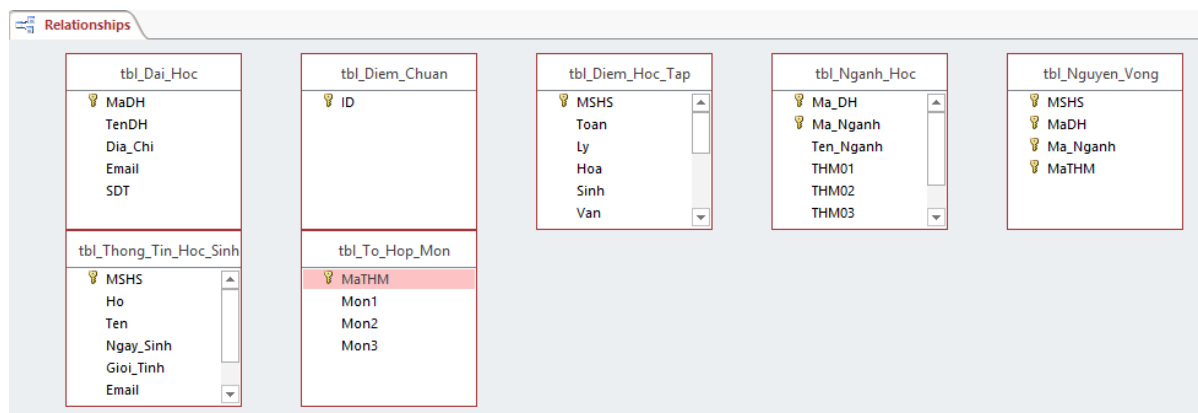 Relationships
tbl_Dai_Hoc
MaDH
TenDH
Dia_Chi
Email
SDT
tbl_Diem_Chuan
ID
tbl_Diem_Hoc_Tap
MSHS
Toan
Ly
Hoa
Sinh
Van
tbl_Nganh_Hoc
Ma_DH
Ma_Nganh
Ten_Nganh
THM01
THM02
THM03
tbl_Nguyen_Vong
MSHS
MaDH
Ma_Nganh
MaTHM
tbl_Thong_Tin_Hoc_Sinh
MSHS
Ho
Ten
Ngay_Sinh
Gioi_Tinh
Email
tbl_To_Hop_Mon
MaTHM
Mon1
Mon2
Mon3